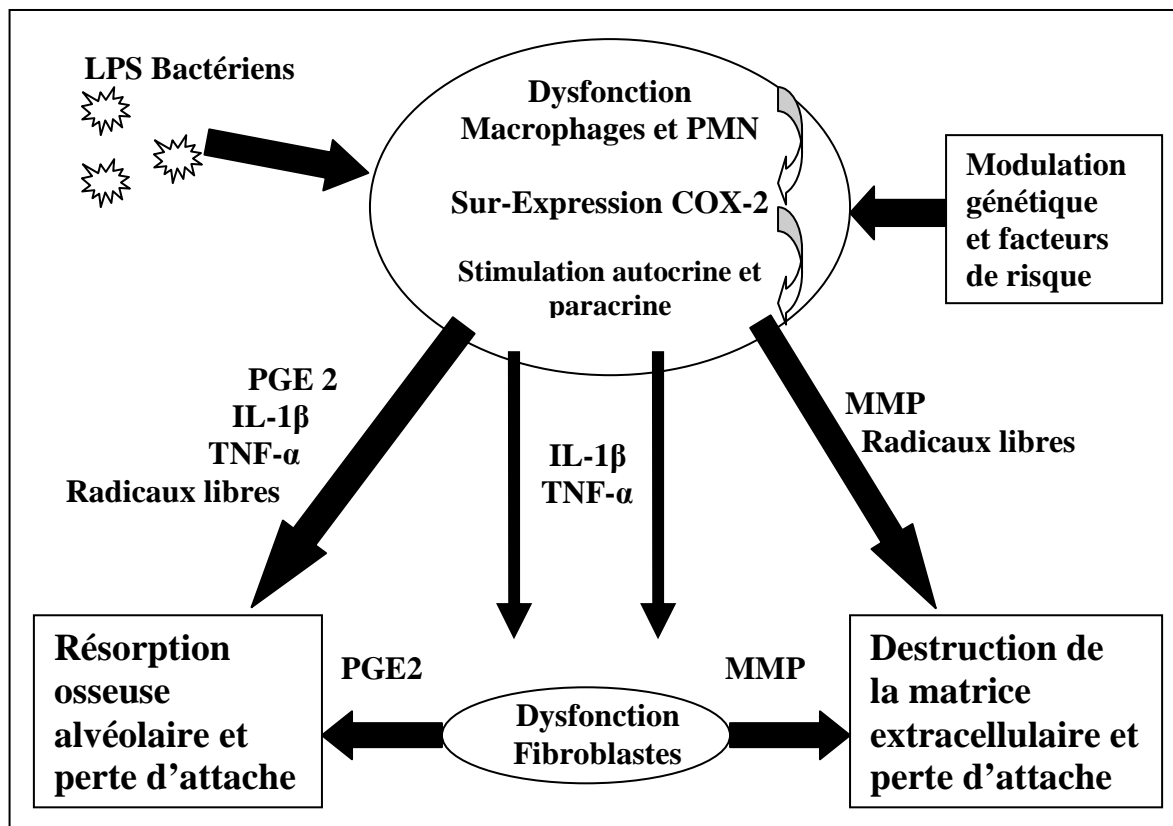 LPS Bactériens
Dysfonction
Macrophages et PMN
Sur-Expression COX-2
Stimulation autocrine et
paracrine
Modulation
génétique
et facteurs
de risque
PGE 2
IL-1β
TNF-α
Radicaux libres
IL-1β
TNF-α
MMP
Radicaux libres
Résorption
osseuse
alvéolaire et
perte d’attache
PGE2
Dysfonction
Fibroblastes
MMP
Destruction de
la matrice
extracellulaire et
perte d’attache